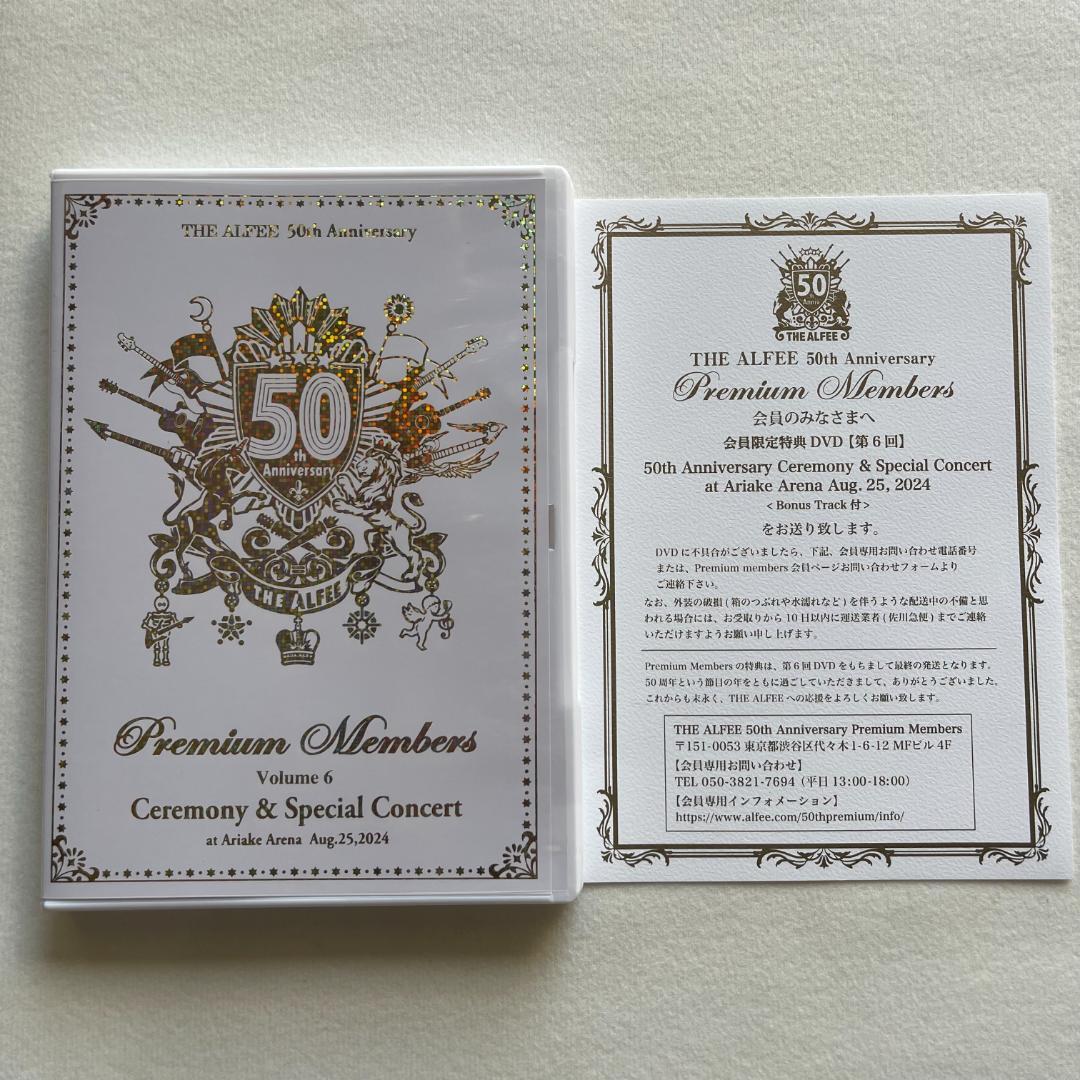 THE ALFEE 50th Anniversary
50
th
Anniversary
THE ALFEE
Premium Members
Volume 6
Ceremony & Special Concert
at Ariake Arena Aug.25,2024
50
Anniv.
THE ALFEE
THE ALFEE 50th Anniversary
Premium Members
会員のみなさまへ
会員限定特典 DVD【第6回】
50th Anniversary Ceremony & Special Concert
at Ariake Arena Aug. 25, 2024
< Bonus Track 付 >
をお送り致します。
DVD に不具合がございましたら、下記、会員専用お問い合わせ電話番号
または、Premium members 会員ページお問い合わせフォームより
ご連絡下さい。
なお、外装の破損 ( 箱のつぶれや水濡れなど ) を伴うような配送中の不備と思
われる場合には、お受取りから 10 日以内に運送業者 ( 佐川急便 ) までご連絡
いただけますようお願い申し上げます。
Premium Members の特典は、第6回 DVD をもちまして最終の発送となります。
50 周年という節目の年をともに過ごしていただきまして、ありがとうございました。
これからも末永く、THE ALFEE への応援をよろしくお願い致します。
THE ALFEE 50th Anniversary Premium Members
〒151-0053 東京都渋谷区代々木 1-6-12 MFビル 4F
【会員専用お問い合わせ】
TEL 050-3821-7694（平日 13:00-18:00）
【会員専用インフォメーション】
https://www.alfee.com/50thpremium/info/